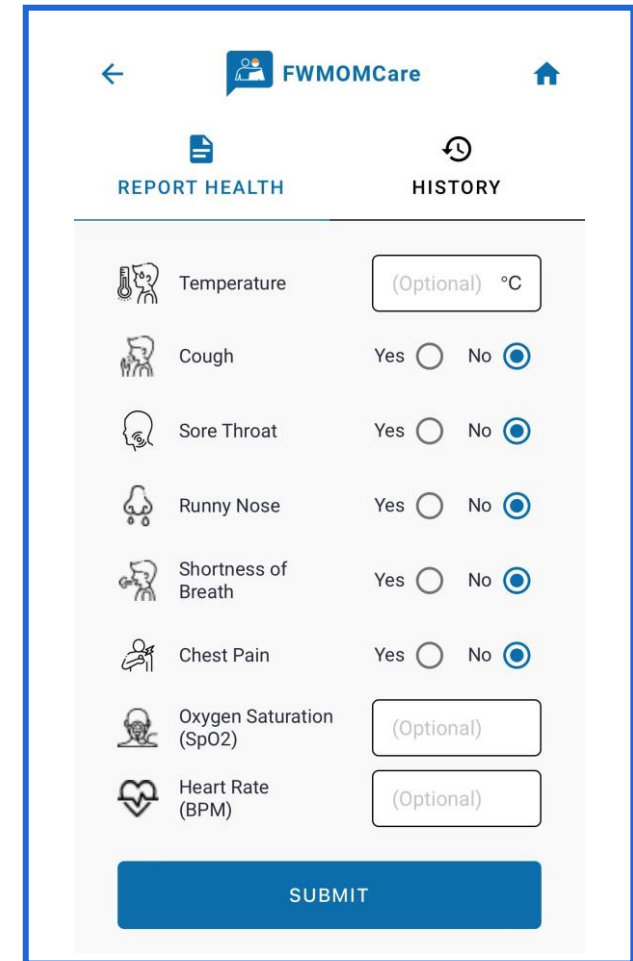 FWMOMCare
REPORT HEALTH
HISTORY
Temperature (Optional) °C
Cough Yes No
Sore Throat Yes No
Runny Nose Yes No
Shortness of
Breath Yes No
Chest Pain Yes No
Oxygen Saturation
(SpO2) (Optional)
Heart Rate
(BPM) (Optional)
SUBMIT